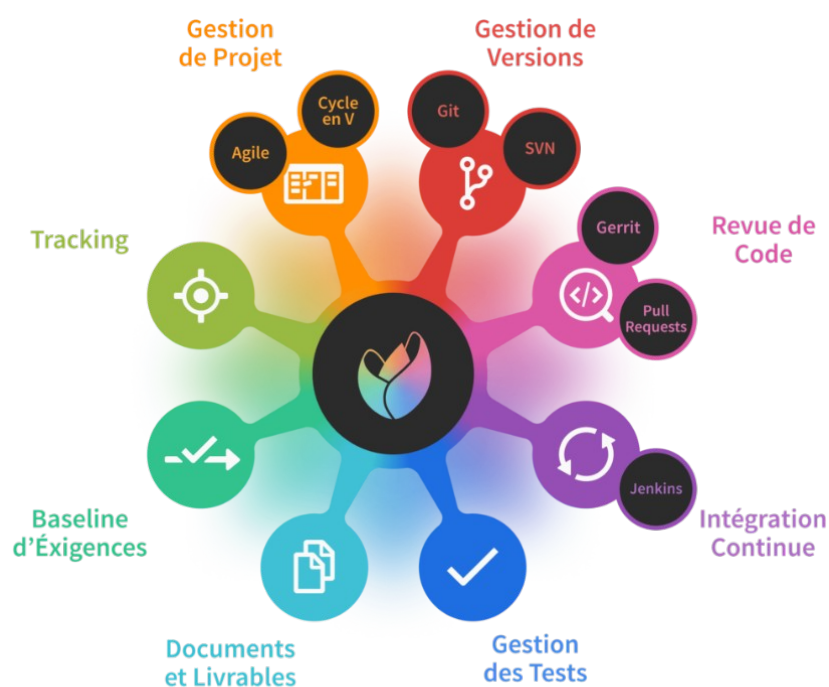 Gestion
de Projet
Gestion de
Versions
Cycle
en V
Agile
Git
SVN
Tracking
Gerrit
Revue de
Code
</>
Pull
Requests
Jenkins
Baseline
d'Éxigences
Intégration
Continue
Documents
et Livrables
Gestion
des Tests